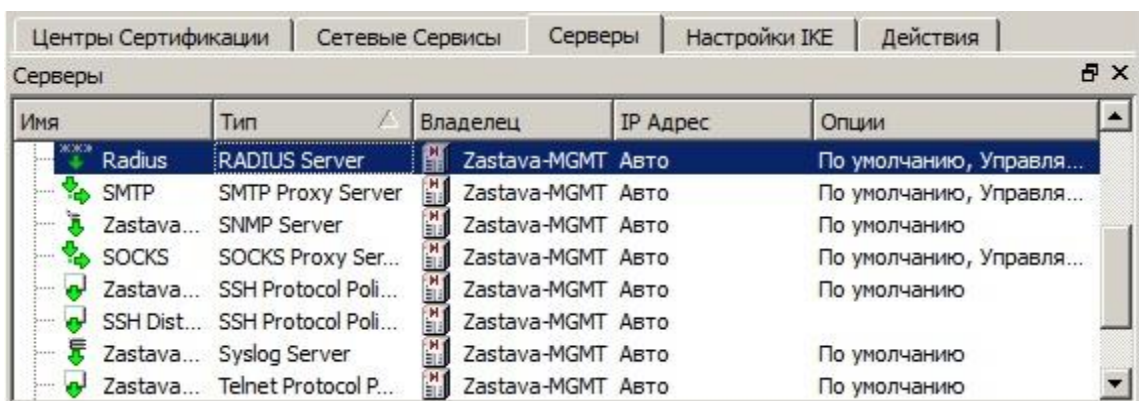 Центры Сертификации Сетевые Сервисы Серверы Настройки IKE Действия
Серверы
Имя Тип Владелец IP Адрес Опции
Radius RADIUS Server Zastava-MGMT Авто По умолчанию, Управля...
SMTP SMTP Proxy Server Zastava-MGMT Авто По умолчанию, Управля...
Zastava... SNMP Server Zastava-MGMT Авто По умолчанию
SOCKS SOCKS Proxy Ser... Zastava-MGMT Авто По умолчанию, Управля...
Zastava... SSH Protocol Poli... Zastava-MGMT Авто По умолчанию
SSH Dist... SSH Protocol Poli... Zastava-MGMT Авто
Zastava... Syslog Server Zastava-MGMT Авто По умолчанию
Zastava... Telnet Protocol P... Zastava-MGMT Авто По умолчанию